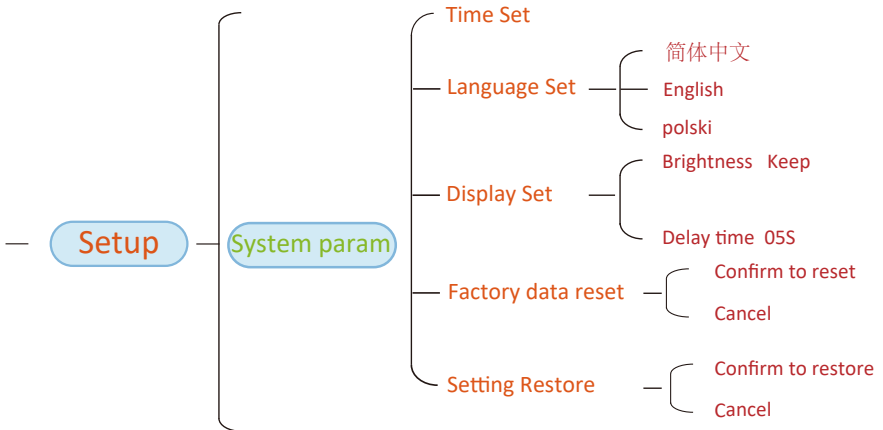 Time Set
简体中文
Language Set
English
polski
Brightness Keep
Display Set
Setup
System param
Delay time 05S
Confirm to reset
Factory data reset
Cancel
Confirm to restore
Setting Restore
Cancel